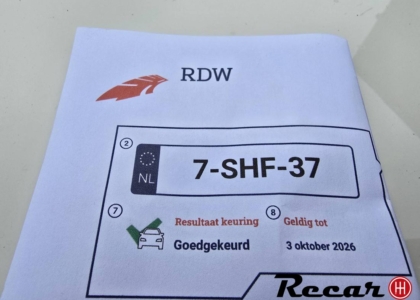 RDW
2
NL
7-SHF-37
7
Resultaat keuring
Goedgekeurd
8
Geldig tot
3 oktober 2026
Recar